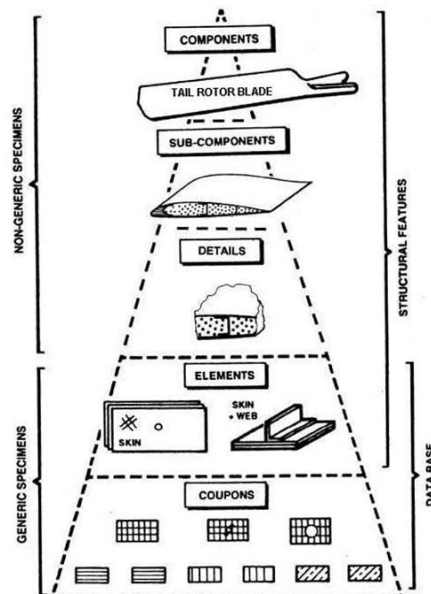 COMPONENTS
TAIL ROTOR BLADE
SUB-COMPONENTS
DETAILS
ELEMENTS
SKIN
SKIN
+ WEB
COUPONS
NON-GENERIC SPECIMENS
GENERIC SPECIMENS
STRUCTURAL FEATURES
DATA BASE